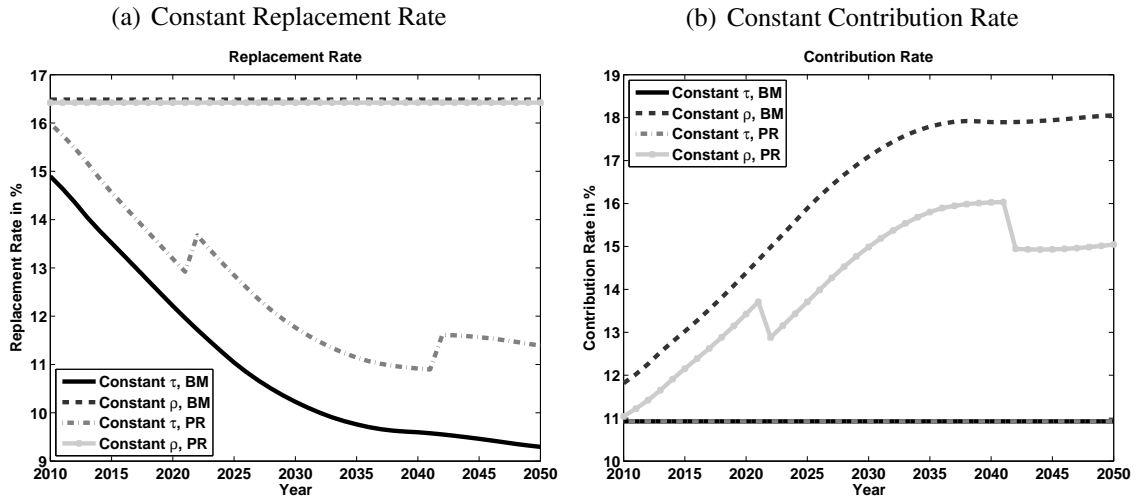 (a) Constant Replacement Rate
Replacement Rate
Replacement Rate in %
17
16
15
14
13
12
11
10
9
Constant τ, BM
Constant ρ, BM
Constant τ, PR
Constant ρ, PR
2010 2015 2020 2025 2030 2035 2040 2045 2050
Year
(b) Constant Contribution Rate
Contribution Rate
Contribution Rate in %
19
18
17
16
15
14
13
12
11
10
Constant τ, BM
Constant ρ, BM
Constant τ, PR
Constant ρ, PR
2010 2015 2020 2025 2030 2035 2040 2045 2050
Year